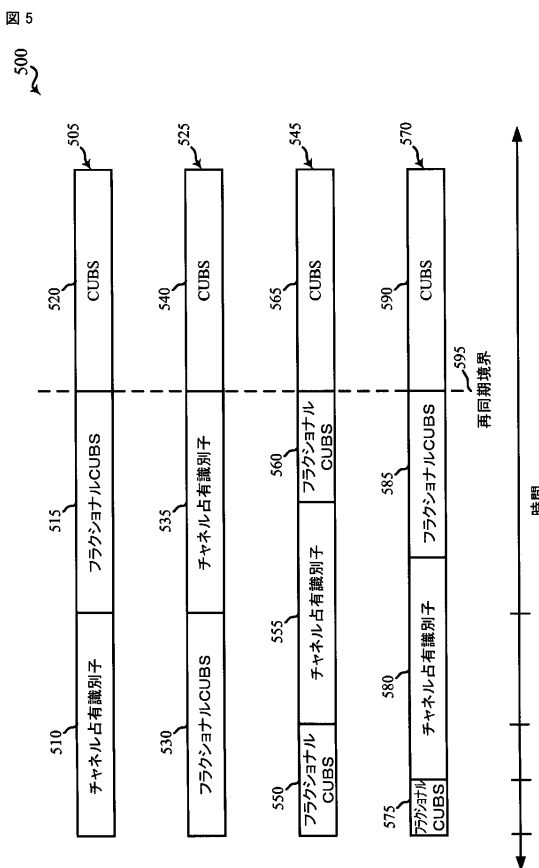 図 5
500
505
510
チャネル占有識別子
515
フラクショナルCUBS
520
CUBS
525
530
フラクショナルCUBS
535
チャネル占有識別子
540
CUBS
545
550
フラクショナル
CUBS
555
チャネル占有識別子
560
フラクショナル
CUBS
565
CUBS
570
575
フラクショナル
CUBS
580
チャネル占有識別子
585
フラクショナルCUBS
590
CUBS
595
再同期境界
時間